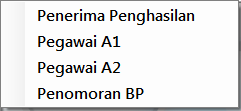 Penerima Penghasilan
Pegawai A1
Pegawai A2
Penomoran BP